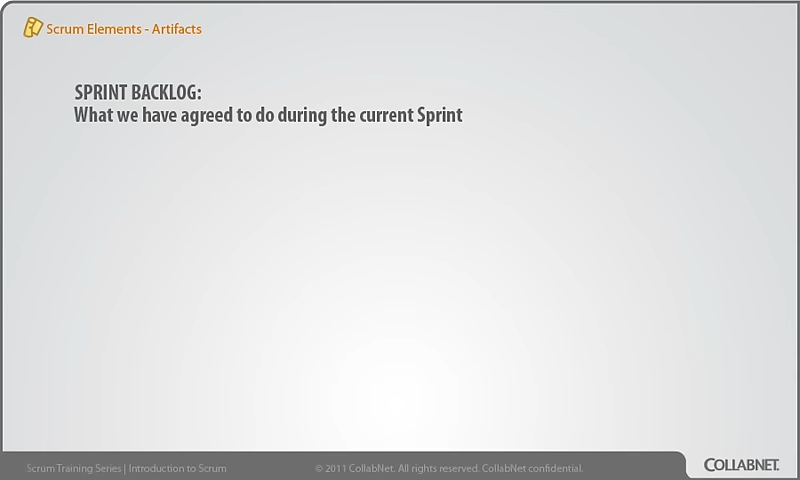 Scrum Elements - Artifacts
SPRINT BACKLOG:
What we have agreed to do during the current Sprint
Scrum Training Series | Introduction to Scrum
© 2011 CollabNet. All rights reserved. CollabNet confidential.
COLLABNET.